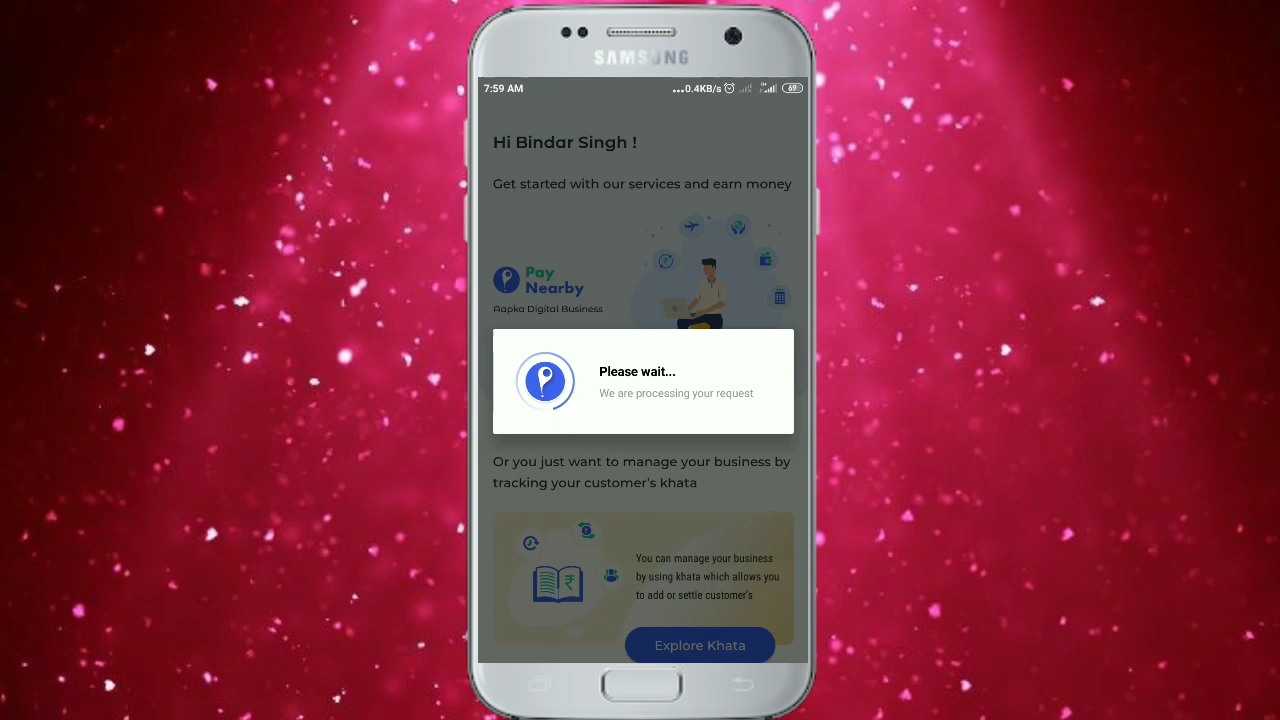 SAMSUNG
7:59 AM
...0.4KB/s
69
Hi Bindar Singh !
Get started with our services and earn money
Pay
Nearby
Aapka Digital Business
Please wait...
We are processing your request
Or you just want to manage your business by
tracking your customer's khata
You can manage your business
by using khata which allows you
to add or settle customer's
Explore Khata